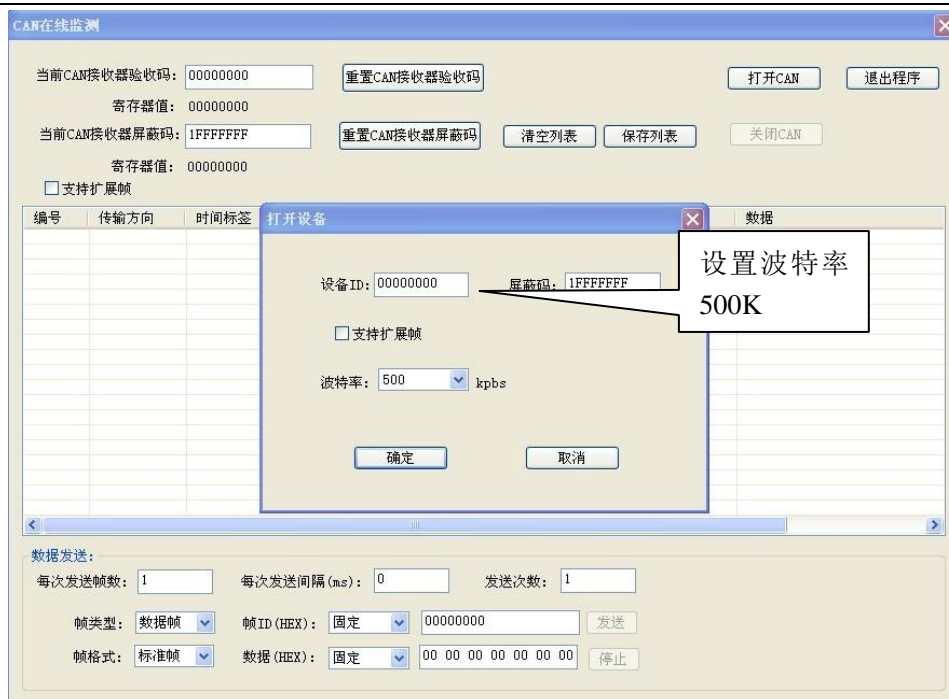 CAN在线监测
当前CAN接收器验收码： 00000000 重置CAN接收器验收码 打开CAN 退出程序
寄存器值： 00000000
当前CAN接收器屏蔽码： 1FFFFFFF 重置CAN接收器屏蔽码 清空列表 保存列表 关闭CAN
寄存器值： 00000000
支持扩展帧
编号 传输方向 时间标签 数据
打开设备
设备ID： 00000000 屏蔽码： 1FFFFFFF
支持扩展帧
波特率： 500 kpbs
确定 取消
设置波特率
500K
数据发送：
每次发送帧数： 1 每次发送间隔(ms)： 0 发送次数： 1
帧类型： 数据帧 帧ID(HEX)： 固定 00000000 发送
帧格式： 标准帧 数据(HEX)： 固定 00 00 00 00 00 00 00 00 停止